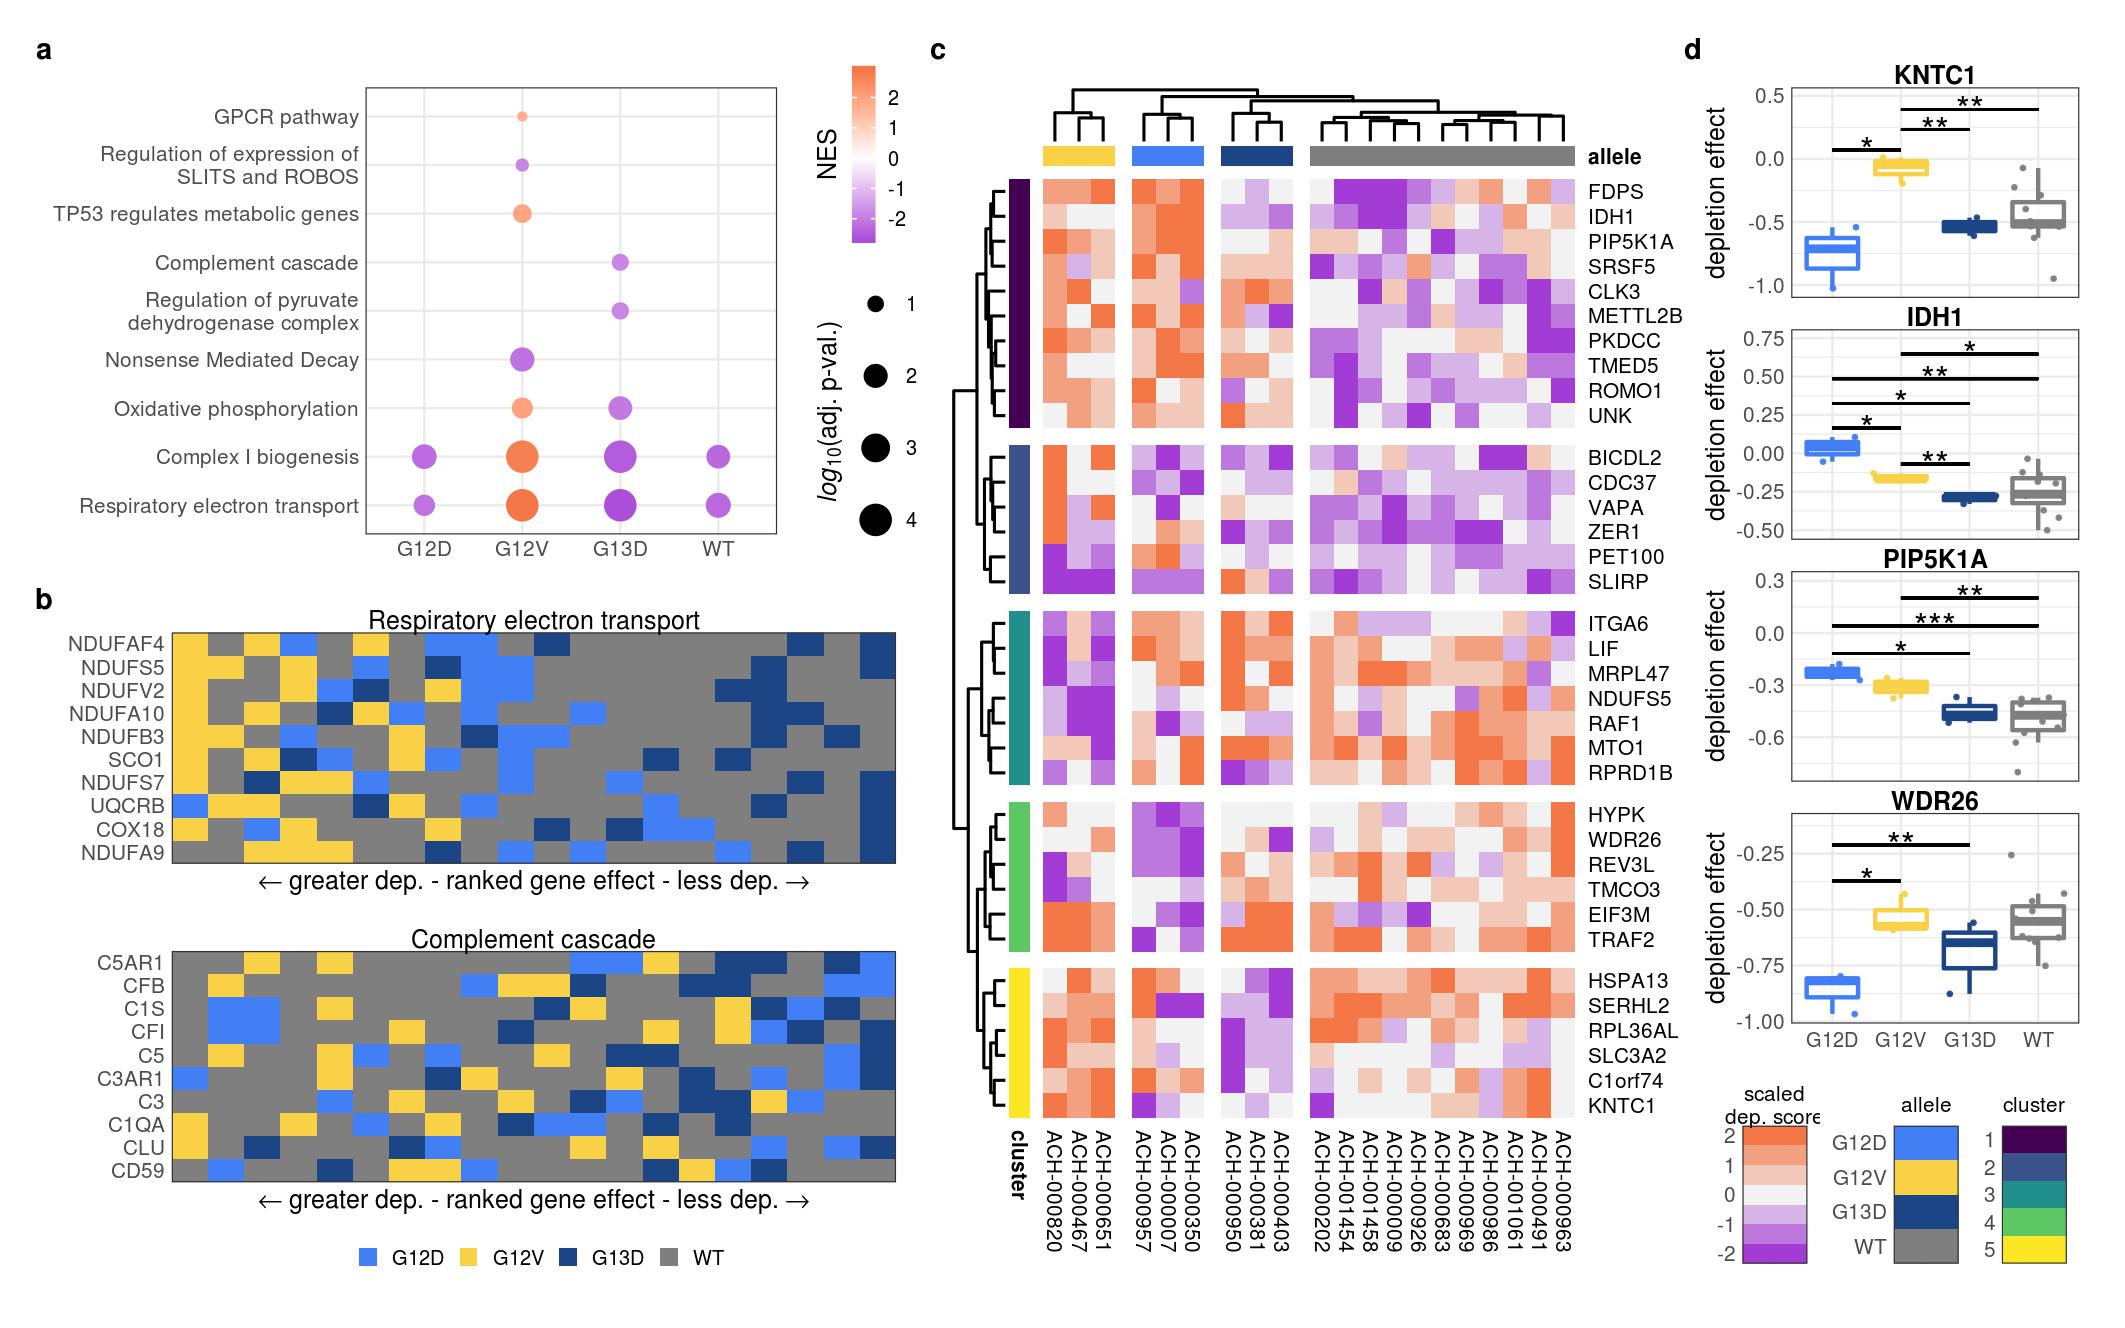 a
GPCR pathway
Regulation of expression of
SLITS and ROBOS
TP53 regulates metabolic genes
Complement cascade
Regulation of pyruvate
dehydrogenase complex
Nonsense Mediated Decay
Oxidative phosphorylation
Complex I biogenesis
Respiratory electron transport
G12D G12V G13D WT
NES
2
1
0
-1
-2
log10(adj. p-val.)
1
2
3
4
b
Respiratory electron transport
NDUFAF4
NDUFS5
NDUFV2
NDUFA10
NDUFB3
SCO1
NDUFS7
UQCRB
COX18
NDUFA9
← greater dep. - ranked gene effect - less dep. →
Complement cascade
C5AR1
CFB
C1S
CFI
C5
C3AR1
C3
C1QA
CLU
CD59
← greater dep. - ranked gene effect - less dep. →
G12D G12V G13D WT
c
allele
FDPS
IDH1
PIP5K1A
SRSF5
CLK3
METTL2B
PKDCC
TMED5
ROMO1
UNK
BICDL2
CDC37
VAPA
ZER1
PET100
SLIRP
ITGA6
LIF
MRPL47
NDUFS5
RAF1
MTO1
RPRD1B
HYPK
WDR26
REV3L
TMCO3
EIF3M
TRAF2
HSPA13
SERHL2
RPL36AL
SLC3A2
C1orf74
KNTC1
cluster
ACH-000820
ACH-000467
ACH-000651
ACH-000957
ACH-000007
ACH-000350
ACH-000950
ACH-000381
ACH-000403
ACH-000202
ACH-001454
ACH-001458
ACH-000009
ACH-000926
ACH-000683
ACH-000969
ACH-000986
ACH-001061
ACH-000491
ACH-000963
d
KNTC1
depletion effect
0.5
0.0
-0.5
-1.0
**
**
*
IDH1
depletion effect
0.75
0.50
0.25
0.00
-0.25
-0.50
*
**
*
*
**
PIP5K1A
depletion effect
0.3
0.0
-0.3
-0.6
**
***
*
WDR26
depletion effect
-0.25
-0.50
-0.75
-1.00
**
*
G12D G12V G13D WT
scaled
dep. score
2
1
0
-1
-2
allele
G12D
G12V
G13D
WT
cluster
1
2
3
4
5